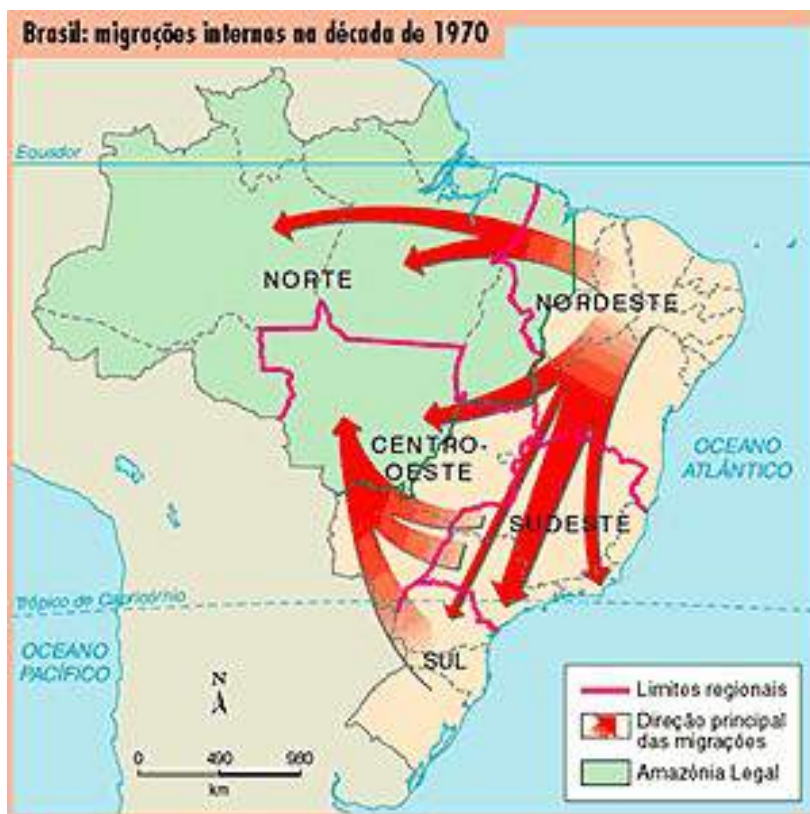 Brasil: migrações internas na década de 1970
Equador
NORTE
NORDESTE
CENTRO-
OESTE
OCEANO
ATLÂNTICO
SUDESTE
Trópico de Capricórnio
OCEANO
PACÍFICO
SUL
N
0 490 980
km
Limites regionais
Direção principal
das migrações
Amazônia Legal